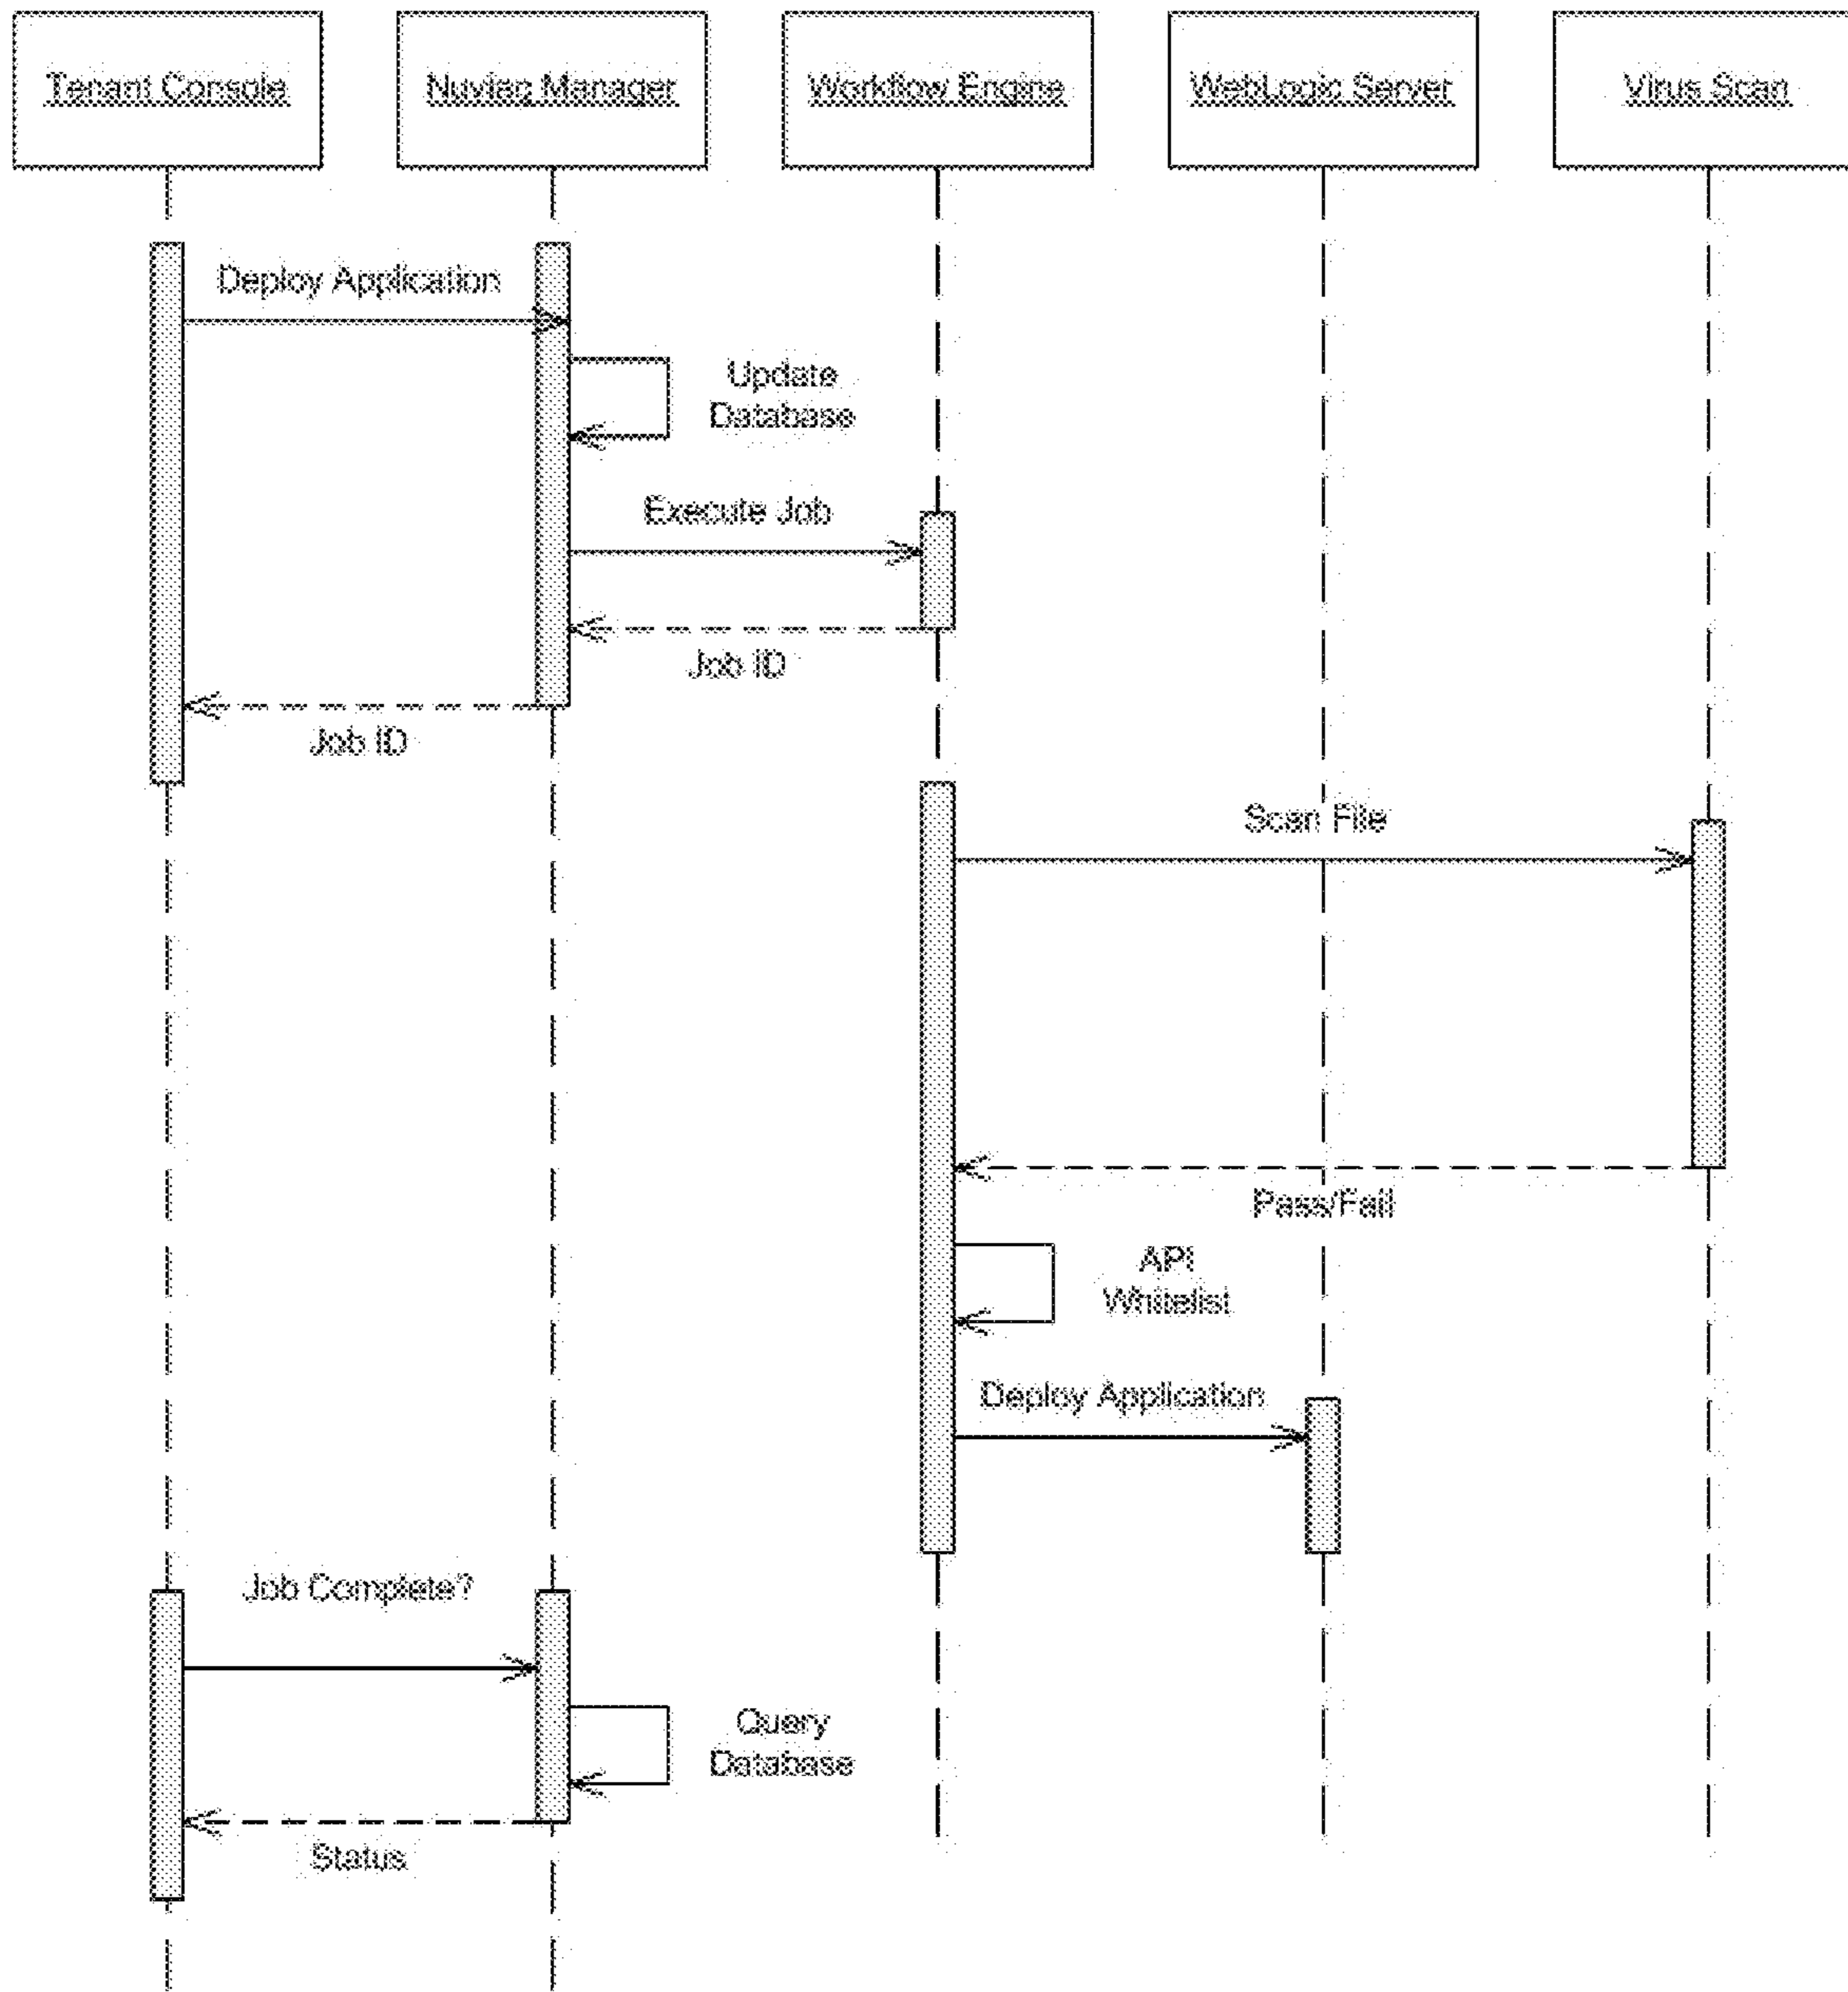 Tenant Console
Nuviaq Manager
Workflow Engine
WebLogic Server
Virus Scan
Deploy Application
Update
Database
Execute Job
Job ID
Job ID
Scan File
Pass/Fail
API
Whitelist
Deploy Application
Job Complete?
Query
Database
Status